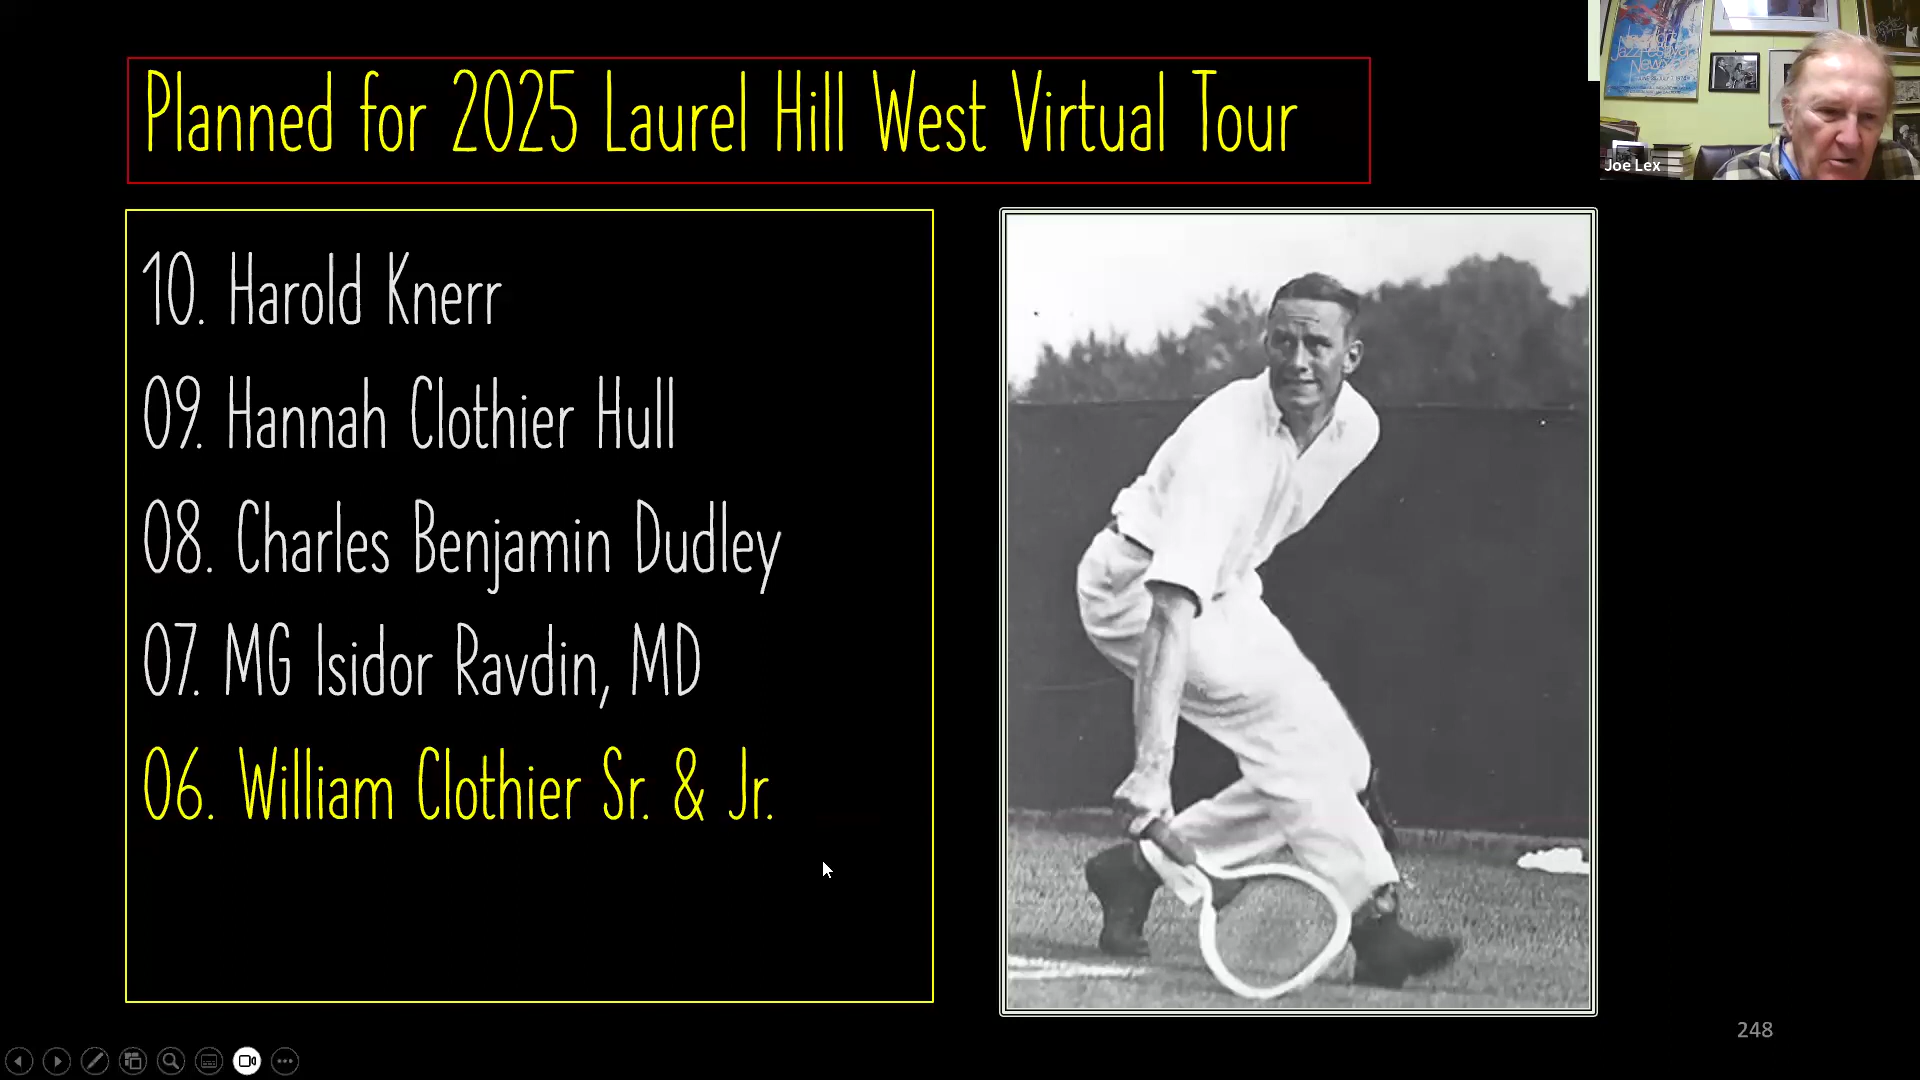 Planned for 2025 Laurel Hill West Virtual Tour
10. Harold Knerr
09. Hannah Clothier Hull
08. Charles Benjamin Dudley
07. MG Isidor Ravdin, MD
06. William Clothier Sr. & Jr.
Joe Lex
248